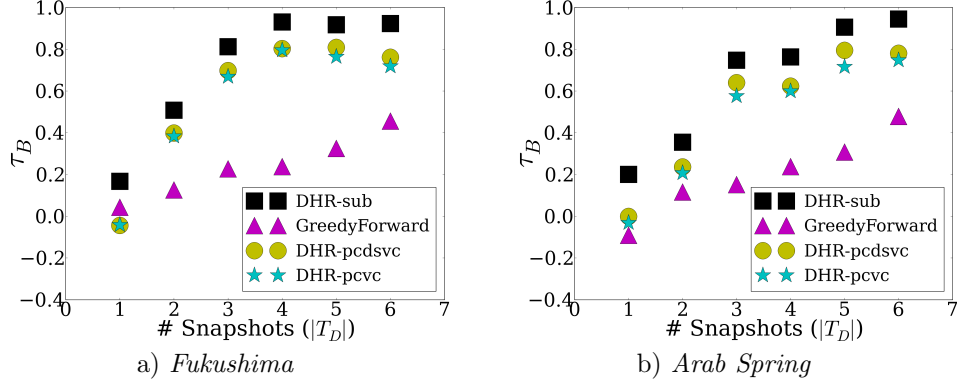 1.0
0.8
0.6
0.4
0.2
0.0
−0.2
−0.4
τB
0 1 2 3 4 5 6 7
# Snapshots (|TD|)
DHR-sub
GreedyForward
DHR-pcdsvc
DHR-pcvc
a) Fukushima
1.0
0.8
0.6
0.4
0.2
0.0
−0.2
−0.4
τB
0 1 2 3 4 5 6 7
# Snapshots (|TD|)
DHR-sub
GreedyForward
DHR-pcdsvc
DHR-pcvc
b) Arab Spring